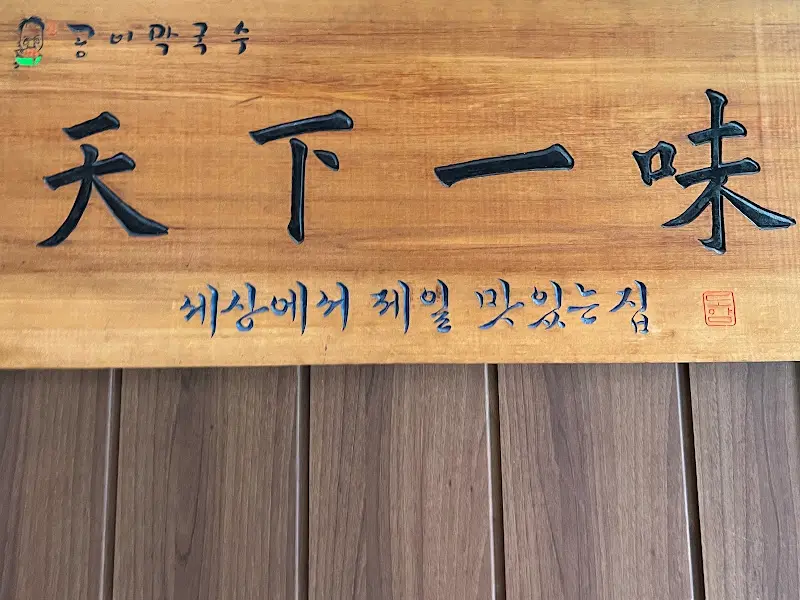 공이막국수
天下一味
세상에서 제일 맛있는집